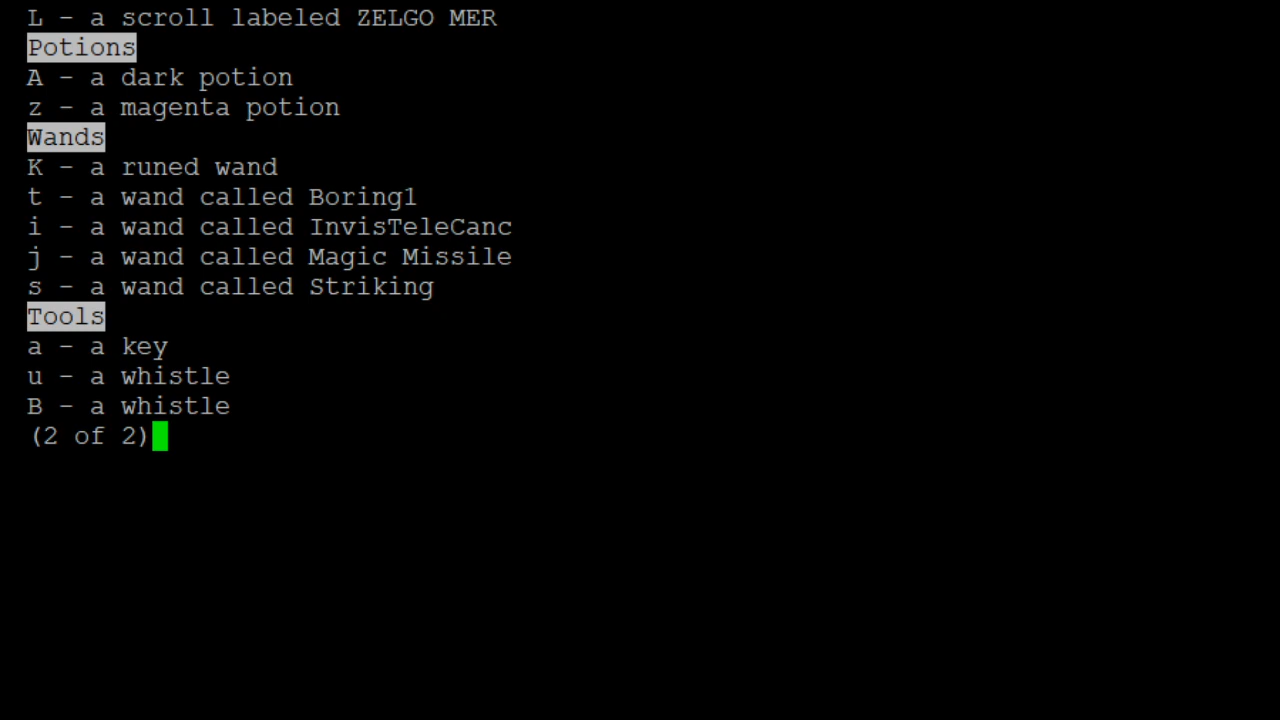 L - a scroll labeled ZELGO MER
Potions
A - a dark potion
z - a magenta potion
Wands
K - a runed wand
t - a wand called Boring1
i - a wand called InvisTeleCanc
j - a wand called Magic Missile
s - a wand called Striking
Tools
a - a key
u - a whistle
B - a whistle
(2 of 2)